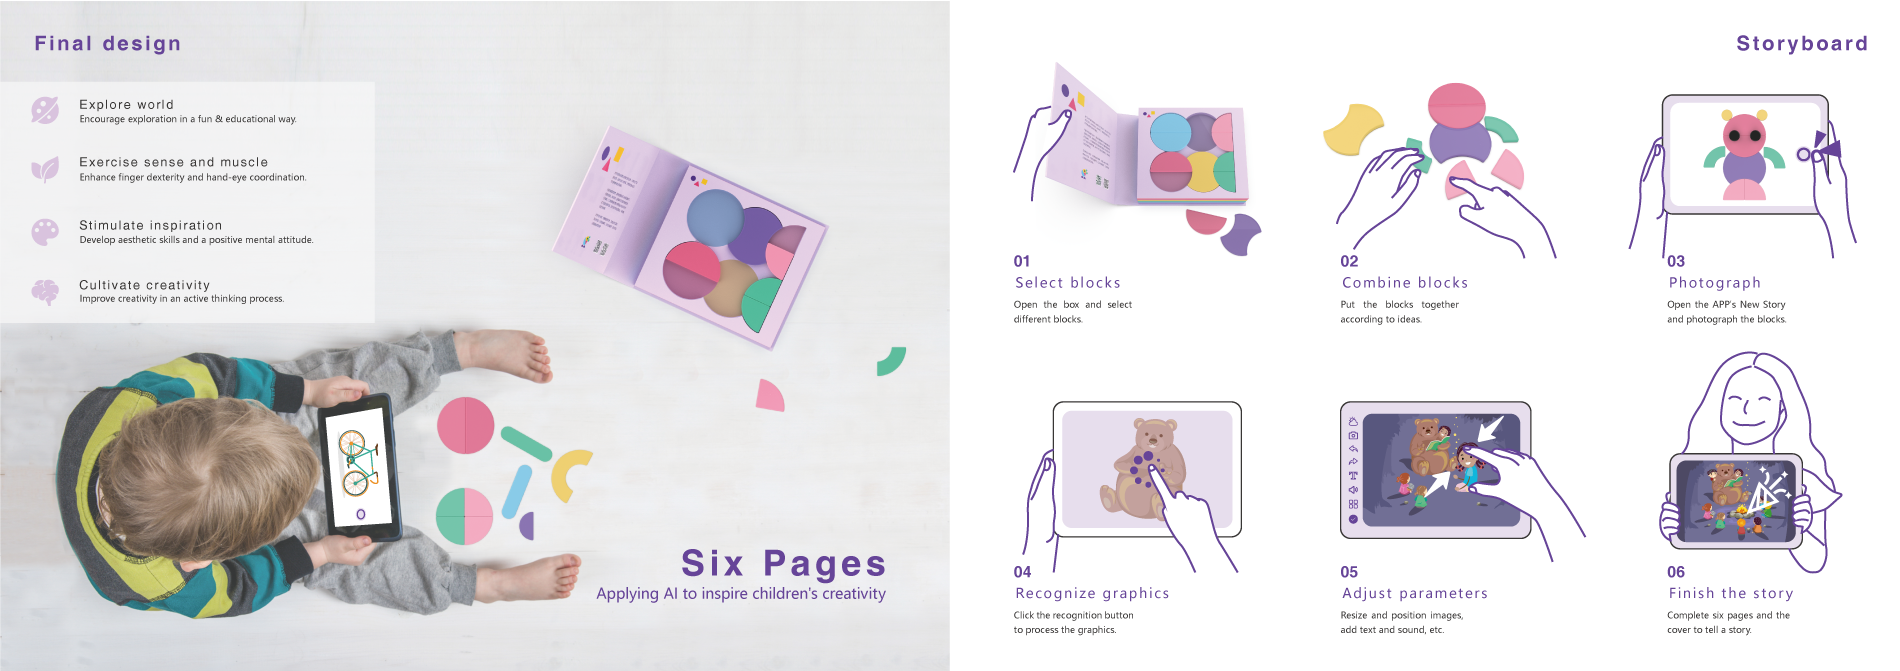 Final design
Explore world
Encourage exploration in a fun & educational way.
Exercise sense and muscle
Enhance finger dexterity and hand-eye coordination.
Stimulate inspiration
Develop aesthetic skills and a positive mental attitude.
Cultivate creativity
Improve creativity in an active thinking process.
Six Pages
Applying AI to inspire children's creativity
Storyboard
01
Select blocks
Open the box and select
different blocks.
02
Combine blocks
Put the blocks together
according to ideas.
03
Photograph
Open the APP's New Story
and photograph the blocks.
04
Recognize graphics
Click the recognition button
to process the graphics.
05
Adjust parameters
Resize and position images,
add text and sound, etc.
06
Finish the story
Complete six pages and the
cover to tell a story.